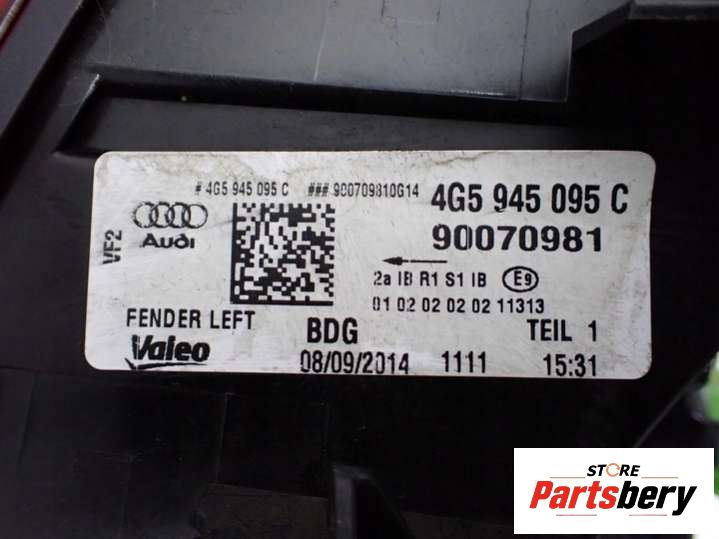 # 4G5 945 095 C ### 900709810G14
4G5 945 095 C
90070981
VF2
Audi
2a IB R1 S1 IB E9
01 02 02 02 02 11313
FENDER LEFT
BDG
TEIL 1
Valeo
08/09/2014 1111 15:31
STORE
Partsbery